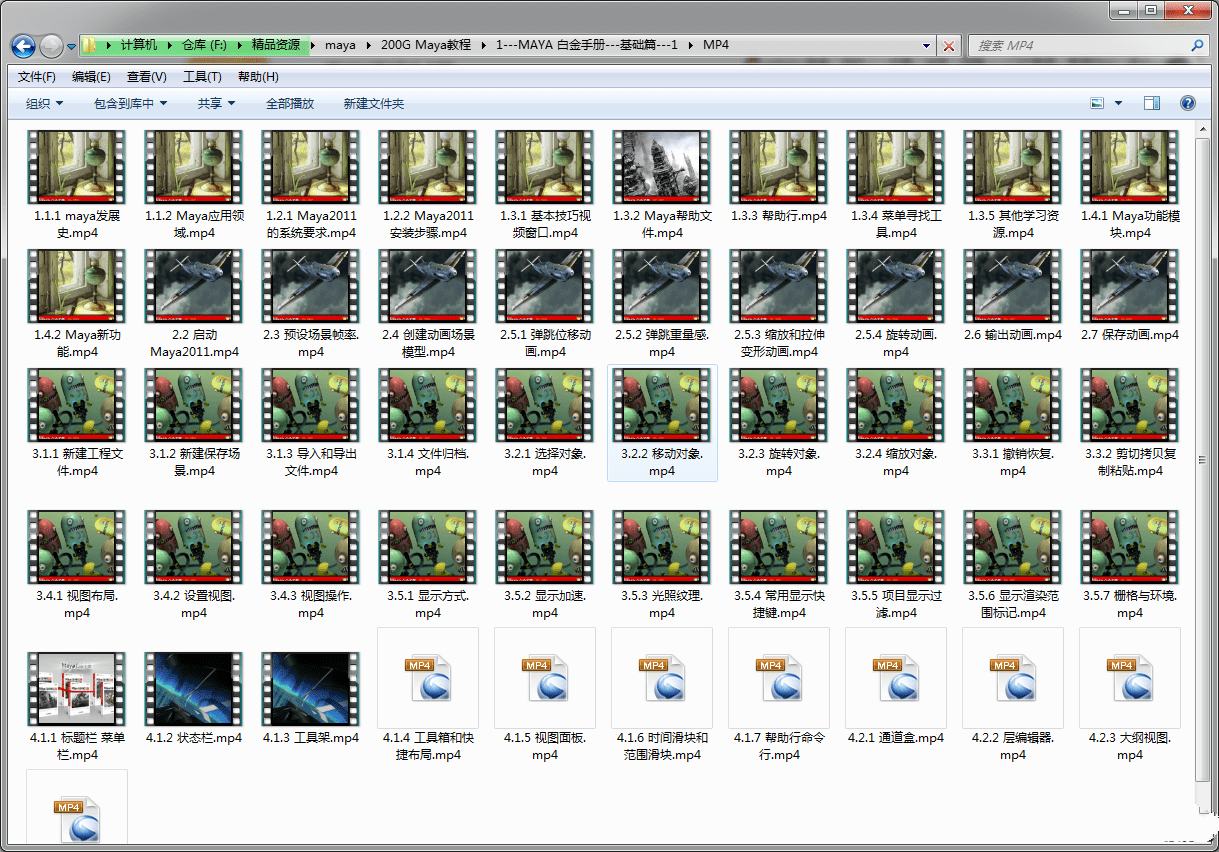 计算机 仓库 (F:) 精品资源 maya 200G Maya教程 1---MAYA 白金手册---基础篇---1 MP4 搜索 MP4
文件(F) 编辑(E) 查看(V) 工具(T) 帮助(H)
组织 包含到库中 共享 全部播放 新建文件夹
1.1.1 maya发展
史.mp4
1.1.2 Maya应用领
域.mp4
1.2.1 Maya2011
的系统要求.mp4
1.2.2 Maya2011
安装步骤.mp4
1.3.1 基本技巧视
频窗口.mp4
1.3.2 Maya帮助文
件.mp4
1.3.3 帮助行.mp4
1.3.4 菜单寻找工
具.mp4
1.3.5 其他学习资
源.mp4
1.4.1 Maya功能模
块.mp4
1.4.2 Maya新功
能.mp4
2.2 启动
Maya2011.mp4
2.3 预设场景帧率.
mp4
2.4 创建动画场景
模型.mp4
2.5.1 弹跳位移动
画.mp4
2.5.2 弹跳重量感.
mp4
2.5.3 缩放和拉伸
变形动画.mp4
2.5.4 旋转动画.
mp4
2.6 输出动画.mp4
2.7 保存动画.mp4
3.1.1 新建工程文
件.mp4
3.1.2 新建保存场
景.mp4
3.1.3 导入和导出
文件.mp4
3.1.4 文件归档.
mp4
3.2.1 选择对象.
mp4
3.2.2 移动对象.
mp4
3.2.3 旋转对象.
mp4
3.2.4 缩放对象.
mp4
3.3.1 撤销恢复.
mp4
3.3.2 剪切拷贝复
制粘贴.mp4
3.4.1 视图布局.
mp4
3.4.2 设置视图.
mp4
3.4.3 视图操作.
mp4
3.5.1 显示方式.
mp4
3.5.2 显示加速.
mp4
3.5.3 光照纹理.
mp4
3.5.4 常用显示快
捷键.mp4
3.5.5 项目显示过
滤.mp4
3.5.6 显示渲染范
围标记.mp4
3.5.7 栅格与环境.
mp4
4.1.1 标题栏 菜单
栏.mp4
4.1.2 状态栏.mp4
4.1.3 工具架.mp4
MP4
4.1.4 工具箱和快
捷布局.mp4
MP4
4.1.5 视图面板.
mp4
MP4
4.1.6 时间滑块和
范围滑块.mp4
MP4
4.1.7 帮助行命令
行.mp4
MP4
4.2.1 通道盒.mp4
MP4
4.2.2 层编辑器.
mp4
MP4
4.2.3 大纲视图.
mp4
MP4